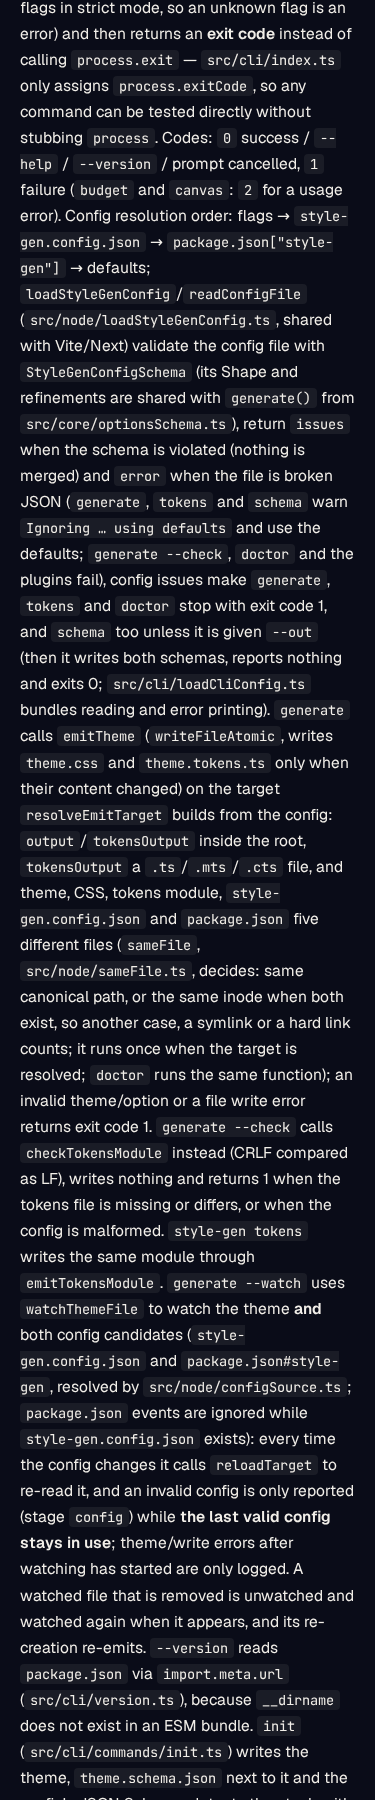 flags in strict mode, so an unknown flag is an
error) and then returns an exit code instead of
calling process.exit — src/cli/index.ts
only assigns process.exitCode , so any
command can be tested directly without
stubbing process . Codes: 0 success / --
help / --version / prompt cancelled, 1
failure ( budget and canvas : 2 for a usage
error). Config resolution order: flags → style-
gen.config.json → package.json["style-
gen"] → defaults;
loadStyleGenConfig / readConfigFile
( src/node/loadStyleGenConfig.ts , shared
with Vite/Next) validate the config file with
StyleGenConfigSchema (its Shape and
refinements are shared with generate() from
src/core/optionsSchema.ts ), return issues
when the schema is violated (nothing is
merged) and error when the file is broken
JSON ( generate , tokens and schema warn
Ignoring … using defaults and use the
defaults; generate --check , doctor and the
plugins fail), config issues make generate ,
tokens and doctor stop with exit code 1,
and schema too unless it is given --out
(then it writes both schemas, reports nothing
and exits 0; src/cli/loadCliConfig.ts
bundles reading and error printing). generate
calls emitTheme ( writeFileAtomic , writes
theme.css and theme.tokens.ts only when
their content changed) on the target
resolveEmitTarget builds from the config:
output / tokensOutput inside the root,
tokensOutput a .ts / .mts / .cts file, and
theme, CSS, tokens module, style-
gen.config.json and package.json five
different files ( sameFile ,
src/node/sameFile.ts , decides: same
canonical path, or the same inode when both
exist, so another case, a symlink or a hard link
counts; it runs once when the target is
resolved; doctor runs the same function); an
invalid theme/option or a file write error
returns exit code 1. generate --check calls
checkTokensModule instead (CRLF compared
as LF), writes nothing and returns 1 when the
tokens file is missing or differs, or when the
config is malformed. style-gen tokens
writes the same module through
emitTokensModule . generate --watch uses
watchThemeFile to watch the theme and
both config candidates ( style-
gen.config.json and package.json#style-
gen , resolved by src/node/configSource.ts ;
package.json events are ignored while
style-gen.config.json exists): every time
the config changes it calls reloadTarget to
re-read it, and an invalid config is only reported
(stage config ) while the last valid config
stays in use; theme/write errors after
watching has started are only logged. A
watched file that is removed is unwatched and
watched again when it appears, and its re-
creation re-emits. --version reads
package.json via import.meta.url
( src/cli/version.ts ), because __dirname
does not exist in an ESM bundle. init
( src/cli/commands/init.ts ) writes the
theme, theme.schema.json next to it and the